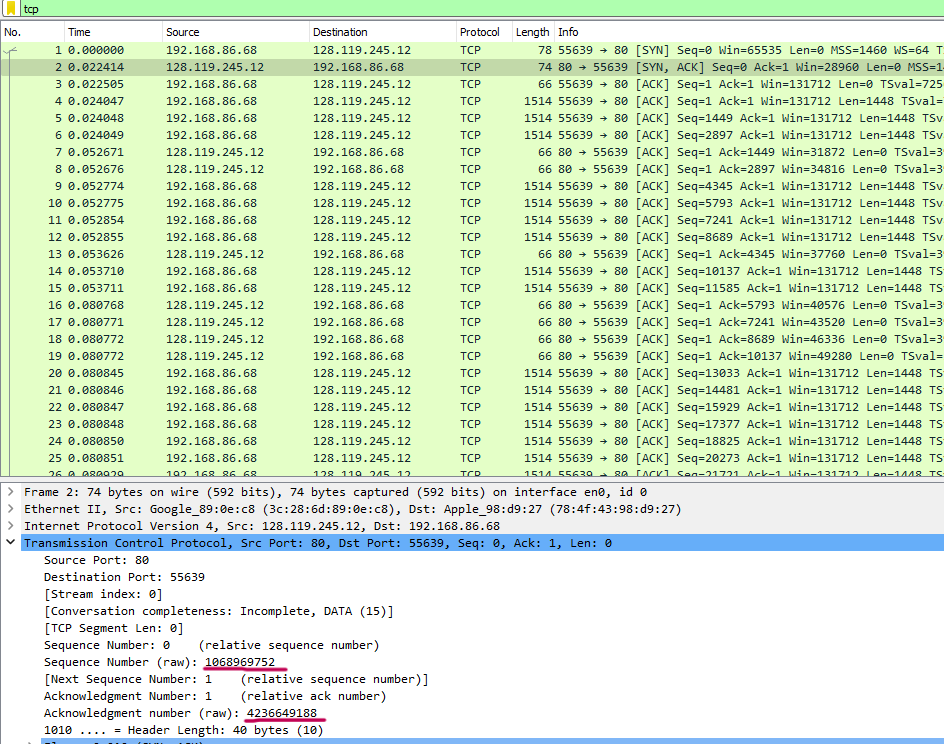 tcp
No. Time Source Destination Protocol Length Info
1 0.000000 192.168.86.68 128.119.245.12 TCP 78 55639 → 80 [SYN] Seq=0 Win=65535 Len=0 MSS=1460 WS=64 T
2 0.022414 128.119.245.12 192.168.86.68 TCP 74 80 → 55639 [SYN, ACK] Seq=0 Ack=1 Win=28960 Len=0 MSS=1
3 0.022505 192.168.86.68 128.119.245.12 TCP 66 55639 → 80 [ACK] Seq=1 Ack=1 Win=131712 Len=0 TSval=725
4 0.024047 192.168.86.68 128.119.245.12 TCP 1514 55639 → 80 [ACK] Seq=1 Ack=1 Win=131712 Len=1448 TSval=
5 0.024048 192.168.86.68 128.119.245.12 TCP 1514 55639 → 80 [ACK] Seq=1449 Ack=1 Win=131712 Len=1448 TSv
6 0.024049 192.168.86.68 128.119.245.12 TCP 1514 55639 → 80 [ACK] Seq=2897 Ack=1 Win=131712 Len=1448 TSv
7 0.052671 128.119.245.12 192.168.86.68 TCP 66 80 → 55639 [ACK] Seq=1 Ack=1449 Win=31872 Len=0 TSval=3
8 0.052676 128.119.245.12 192.168.86.68 TCP 66 80 → 55639 [ACK] Seq=1 Ack=2897 Win=34816 Len=0 TSval=3
9 0.052774 192.168.86.68 128.119.245.12 TCP 1514 55639 → 80 [ACK] Seq=4345 Ack=1 Win=131712 Len=1448 TSv
10 0.052775 192.168.86.68 128.119.245.12 TCP 1514 55639 → 80 [ACK] Seq=5793 Ack=1 Win=131712 Len=1448 TSv
11 0.052854 192.168.86.68 128.119.245.12 TCP 1514 55639 → 80 [ACK] Seq=7241 Ack=1 Win=131712 Len=1448 TSv
12 0.052855 192.168.86.68 128.119.245.12 TCP 1514 55639 → 80 [ACK] Seq=8689 Ack=1 Win=131712 Len=1448 TSv
13 0.053626 128.119.245.12 192.168.86.68 TCP 66 80 → 55639 [ACK] Seq=1 Ack=4345 Win=37760 Len=0 TSval=3
14 0.053710 192.168.86.68 128.119.245.12 TCP 1514 55639 → 80 [ACK] Seq=10137 Ack=1 Win=131712 Len=1448 TS
15 0.053711 192.168.86.68 128.119.245.12 TCP 1514 55639 → 80 [ACK] Seq=11585 Ack=1 Win=131712 Len=1448 TS
16 0.080768 128.119.245.12 192.168.86.68 TCP 66 80 → 55639 [ACK] Seq=1 Ack=5793 Win=40576 Len=0 TSval=3
17 0.080771 128.119.245.12 192.168.86.68 TCP 66 80 → 55639 [ACK] Seq=1 Ack=7241 Win=43520 Len=0 TSval=3
18 0.080772 128.119.245.12 192.168.86.68 TCP 66 80 → 55639 [ACK] Seq=1 Ack=8689 Win=46336 Len=0 TSval=3
19 0.080772 128.119.245.12 192.168.86.68 TCP 66 80 → 55639 [ACK] Seq=1 Ack=10137 Win=49280 Len=0 TSval=
20 0.080845 192.168.86.68 128.119.245.12 TCP 1514 55639 → 80 [ACK] Seq=13033 Ack=1 Win=131712 Len=1448 TS
21 0.080846 192.168.86.68 128.119.245.12 TCP 1514 55639 → 80 [ACK] Seq=14481 Ack=1 Win=131712 Len=1448 TS
22 0.080847 192.168.86.68 128.119.245.12 TCP 1514 55639 → 80 [ACK] Seq=15929 Ack=1 Win=131712 Len=1448 TS
23 0.080848 192.168.86.68 128.119.245.12 TCP 1514 55639 → 80 [ACK] Seq=17377 Ack=1 Win=131712 Len=1448 TS
24 0.080850 192.168.86.68 128.119.245.12 TCP 1514 55639 → 80 [ACK] Seq=18825 Ack=1 Win=131712 Len=1448 TS
25 0.080851 192.168.86.68 128.119.245.12 TCP 1514 55639 → 80 [ACK] Seq=20273 Ack=1 Win=131712 Len=1448 TS
26 0.080929 192.168.86.68 128.119.245.12 TCP 1514 55639 → 80 [ACK] Seq=21721 Ack=1 Win=131712 Len=1448 TS
Frame 2: 74 bytes on wire (592 bits), 74 bytes captured (592 bits) on interface en0, id 0
Ethernet II, Src: Google_89:0e:c8 (3c:28:6d:89:0e:c8), Dst: Apple_98:d9:27 (78:4f:43:98:d9:27)
Internet Protocol Version 4, Src: 128.119.245.12, Dst: 192.168.86.68
Transmission Control Protocol, Src Port: 80, Dst Port: 55639, Seq: 0, Ack: 1, Len: 0
Source Port: 80
Destination Port: 55639
[Stream index: 0]
[Conversation completeness: Incomplete, DATA (15)]
[TCP Segment Len: 0]
Sequence Number: 0 (relative sequence number)
Sequence Number (raw): 1068969752
[Next Sequence Number: 1 (relative sequence number)]
Acknowledgment Number: 1 (relative ack number)
Acknowledgment number (raw): 4236649188
1010 .... = Header Length: 40 bytes (10)